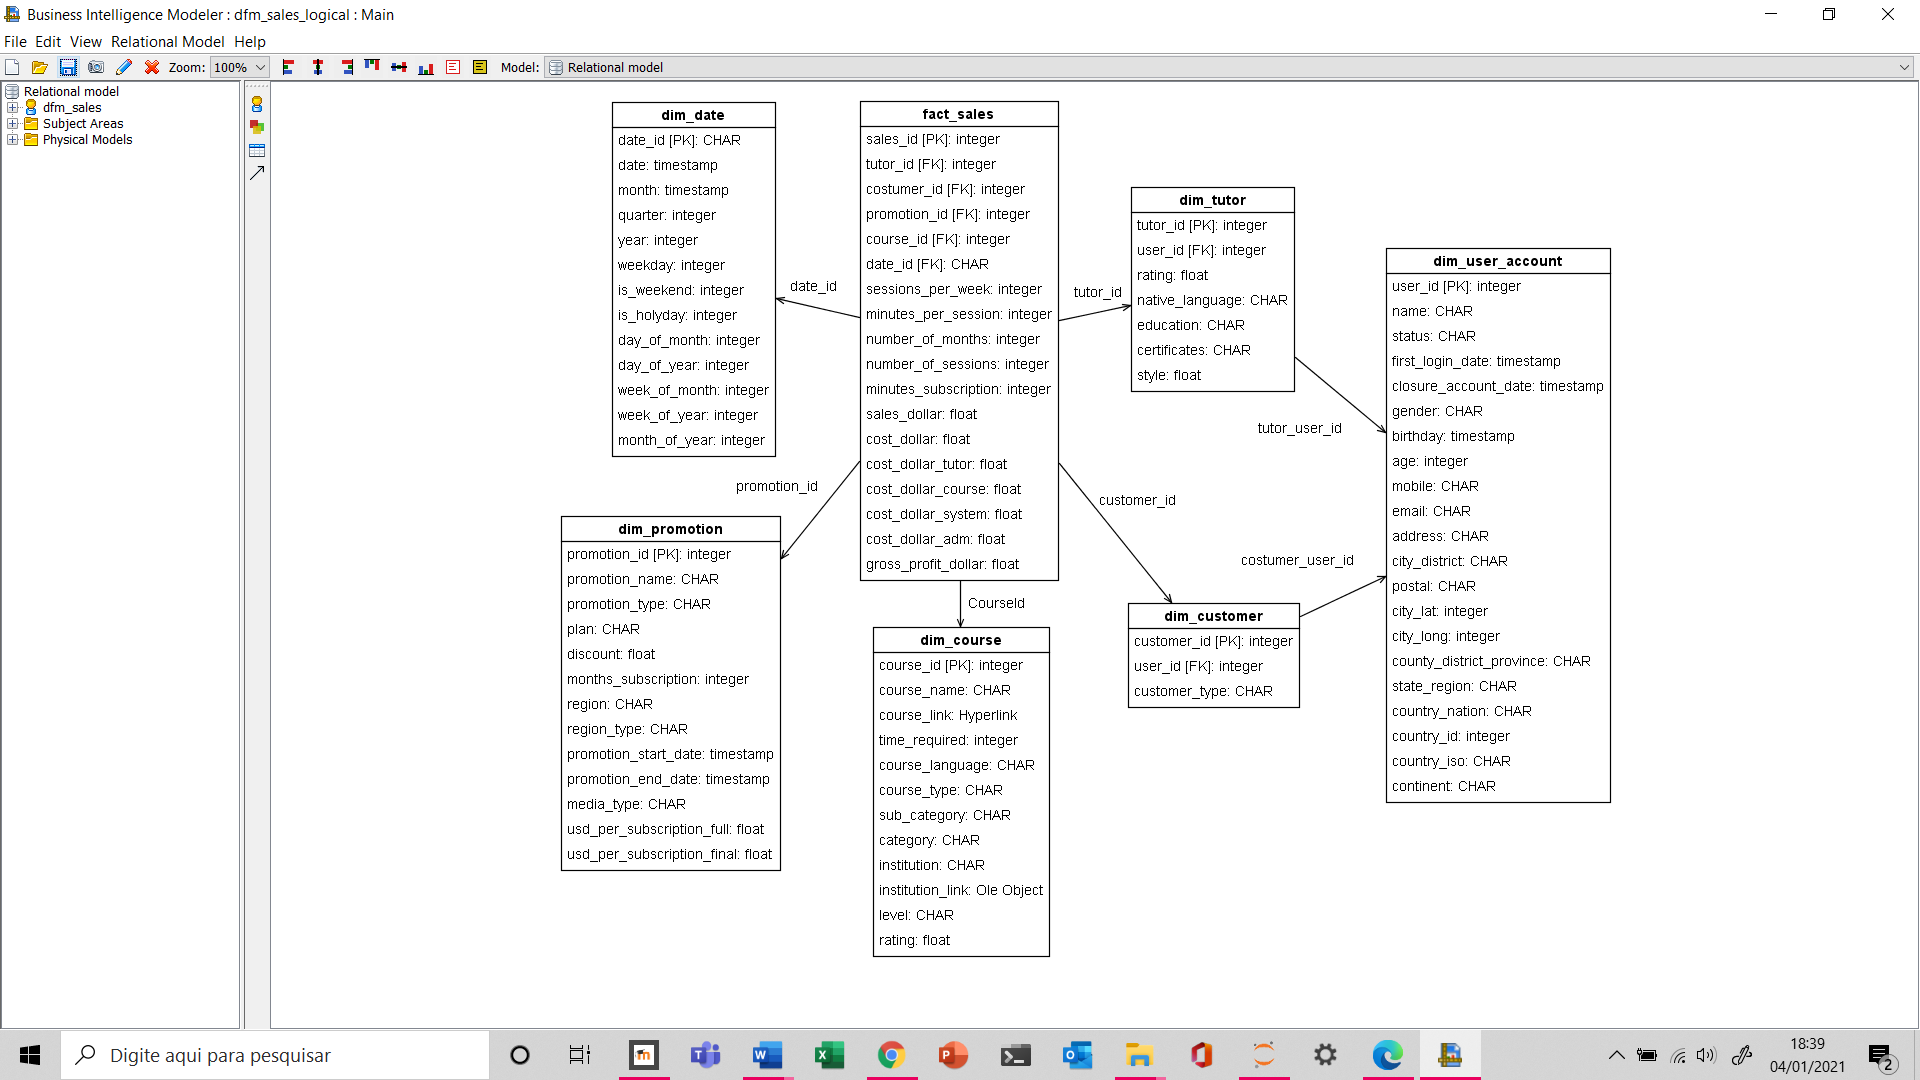 Business Intelligence Modeler : dfm_sales_logical : Main
File Edit View Relational Model Help
Zoom: 100% Model: Relational model
Relational model
dfm_sales
Subject Areas
Physical Models
dim_date
date_id [PK]: CHAR
date: timestamp
month: timestamp
quarter: integer
year: integer
weekday: integer
is_weekend: integer
is_holyday: integer
day_of_month: integer
day_of_year: integer
week_of_month: integer
week_of_year: integer
month_of_year: integer
date_id
fact_sales
sales_id [PK]: integer
tutor_id [FK]: integer
costumer_id [FK]: integer
promotion_id [FK]: integer
course_id [FK]: integer
date_id [FK]: CHAR
sessions_per_week: integer
minutes_per_session: integer
number_of_months: integer
number_of_sessions: integer
minutes_subscription: integer
sales_dollar: float
cost_dollar: float
cost_dollar_tutor: float
cost_dollar_course: float
cost_dollar_system: float
cost_dollar_adm: float
gross_profit_dollar: float
tutor_id
dim_tutor
tutor_id [PK]: integer
user_id [FK]: integer
rating: float
native_language: CHAR
education: CHAR
certificates: CHAR
style: float
tutor_user_id
dim_user_account
user_id [PK]: integer
name: CHAR
status: CHAR
first_login_date: timestamp
closure_account_date: timestamp
gender: CHAR
birthday: timestamp
age: integer
mobile: CHAR
email: CHAR
address: CHAR
city_district: CHAR
postal: CHAR
city_lat: integer
city_long: integer
county_district_province: CHAR
state_region: CHAR
country_nation: CHAR
country_id: integer
country_iso: CHAR
continent: CHAR
promotion_id
dim_promotion
promotion_id [PK]: integer
promotion_name: CHAR
promotion_type: CHAR
plan: CHAR
discount: float
months_subscription: integer
region: CHAR
region_type: CHAR
promotion_start_date: timestamp
promotion_end_date: timestamp
media_type: CHAR
usd_per_subscription_full: float
usd_per_subscription_final: float
CourseId
dim_course
course_id [PK]: integer
course_name: CHAR
course_link: Hyperlink
time_required: integer
course_language: CHAR
course_type: CHAR
sub_category: CHAR
category: CHAR
institution: CHAR
institution_link: Ole Object
level: CHAR
rating: float
customer_id
costumer_user_id
dim_customer
customer_id [PK]: integer
user_id [FK]: integer
customer_type: CHAR
Digite aqui para pesquisar
18:39
04/01/2021
2